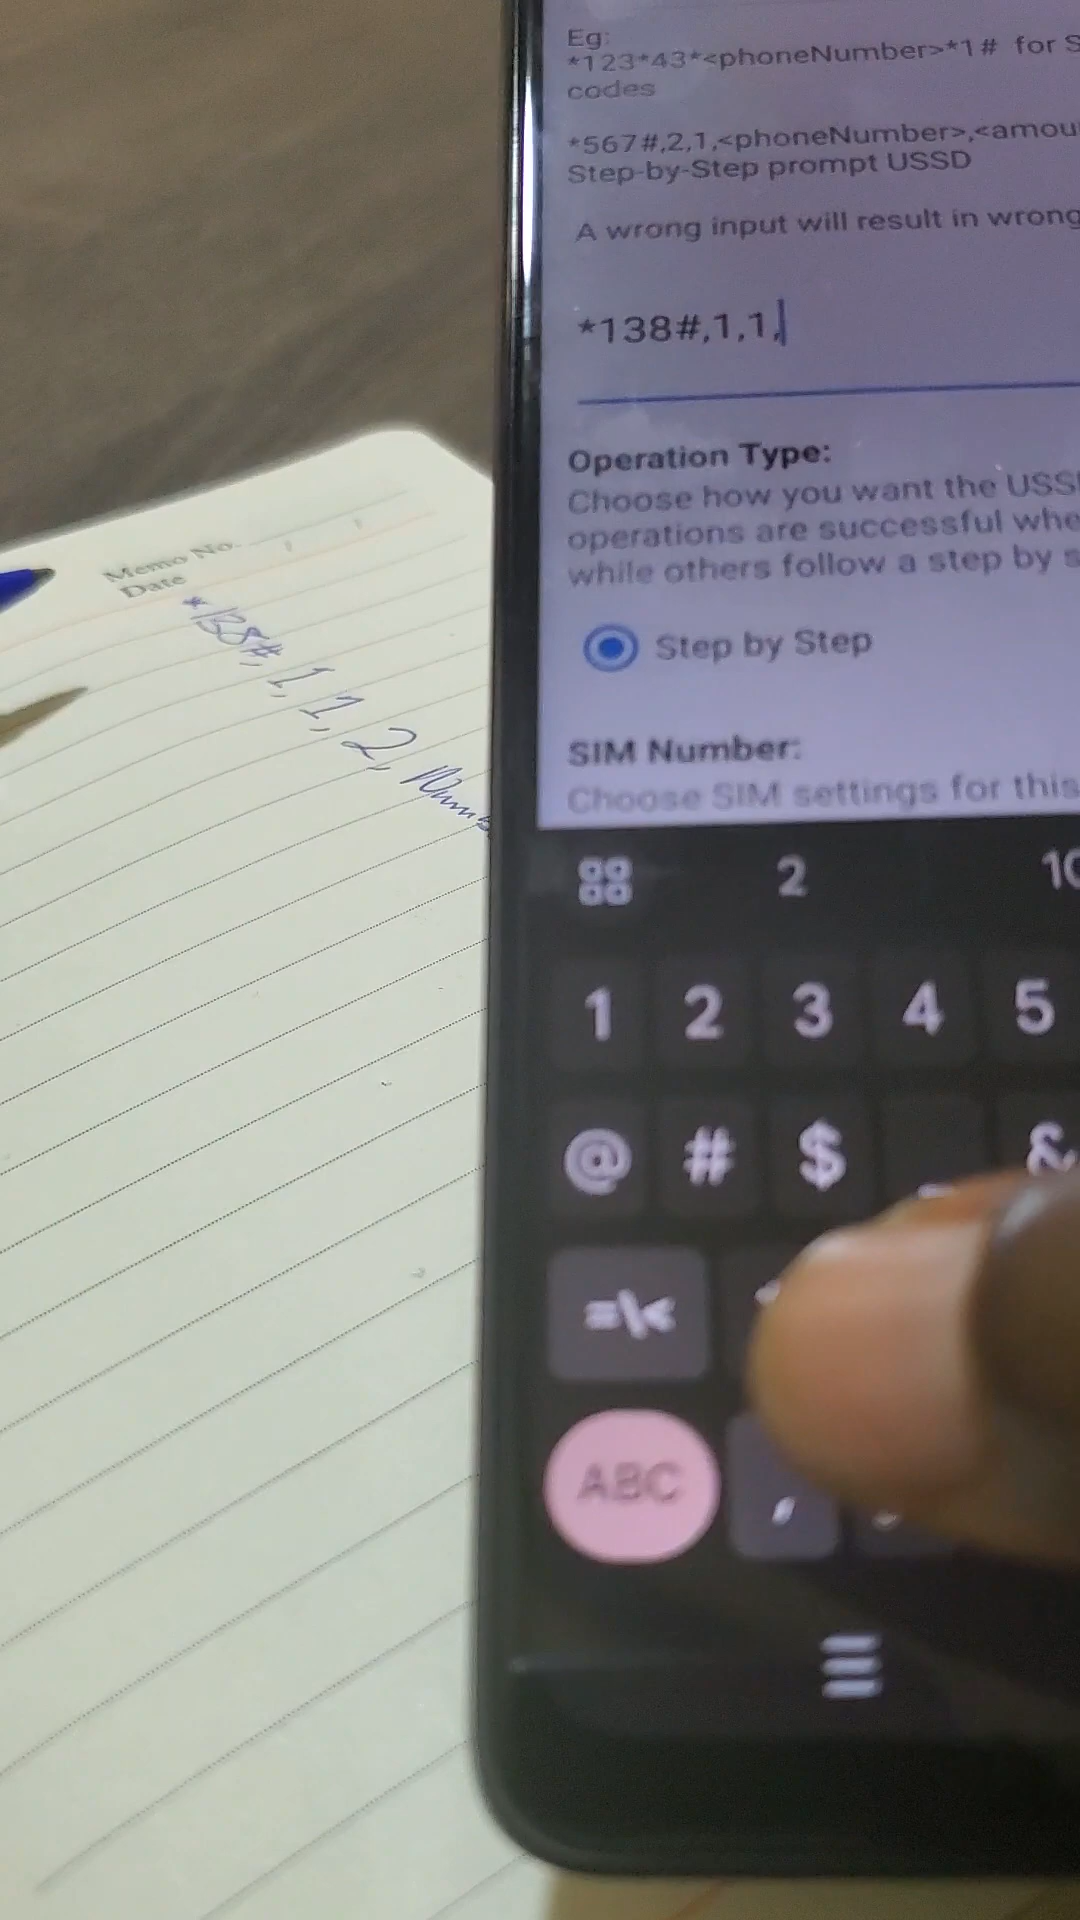 Eg:
*123*43*<phoneNumber>*1# for S
codes
*567#,2,1,<phoneNumber>,<amou
Step-by-Step prompt USSD
A wrong input will result in wrong
*138#,1,1,
Operation Type:
Choose how you want the USS
operations are successful whe
while others follow a step by s
Step by Step
SIM Number:
Choose SIM settings for this
Memo No.
Date
*138#, 1, 1, 2, Numb
2 10
1 2 3 4 5
@ # $ _ &
=\<
ABC ,